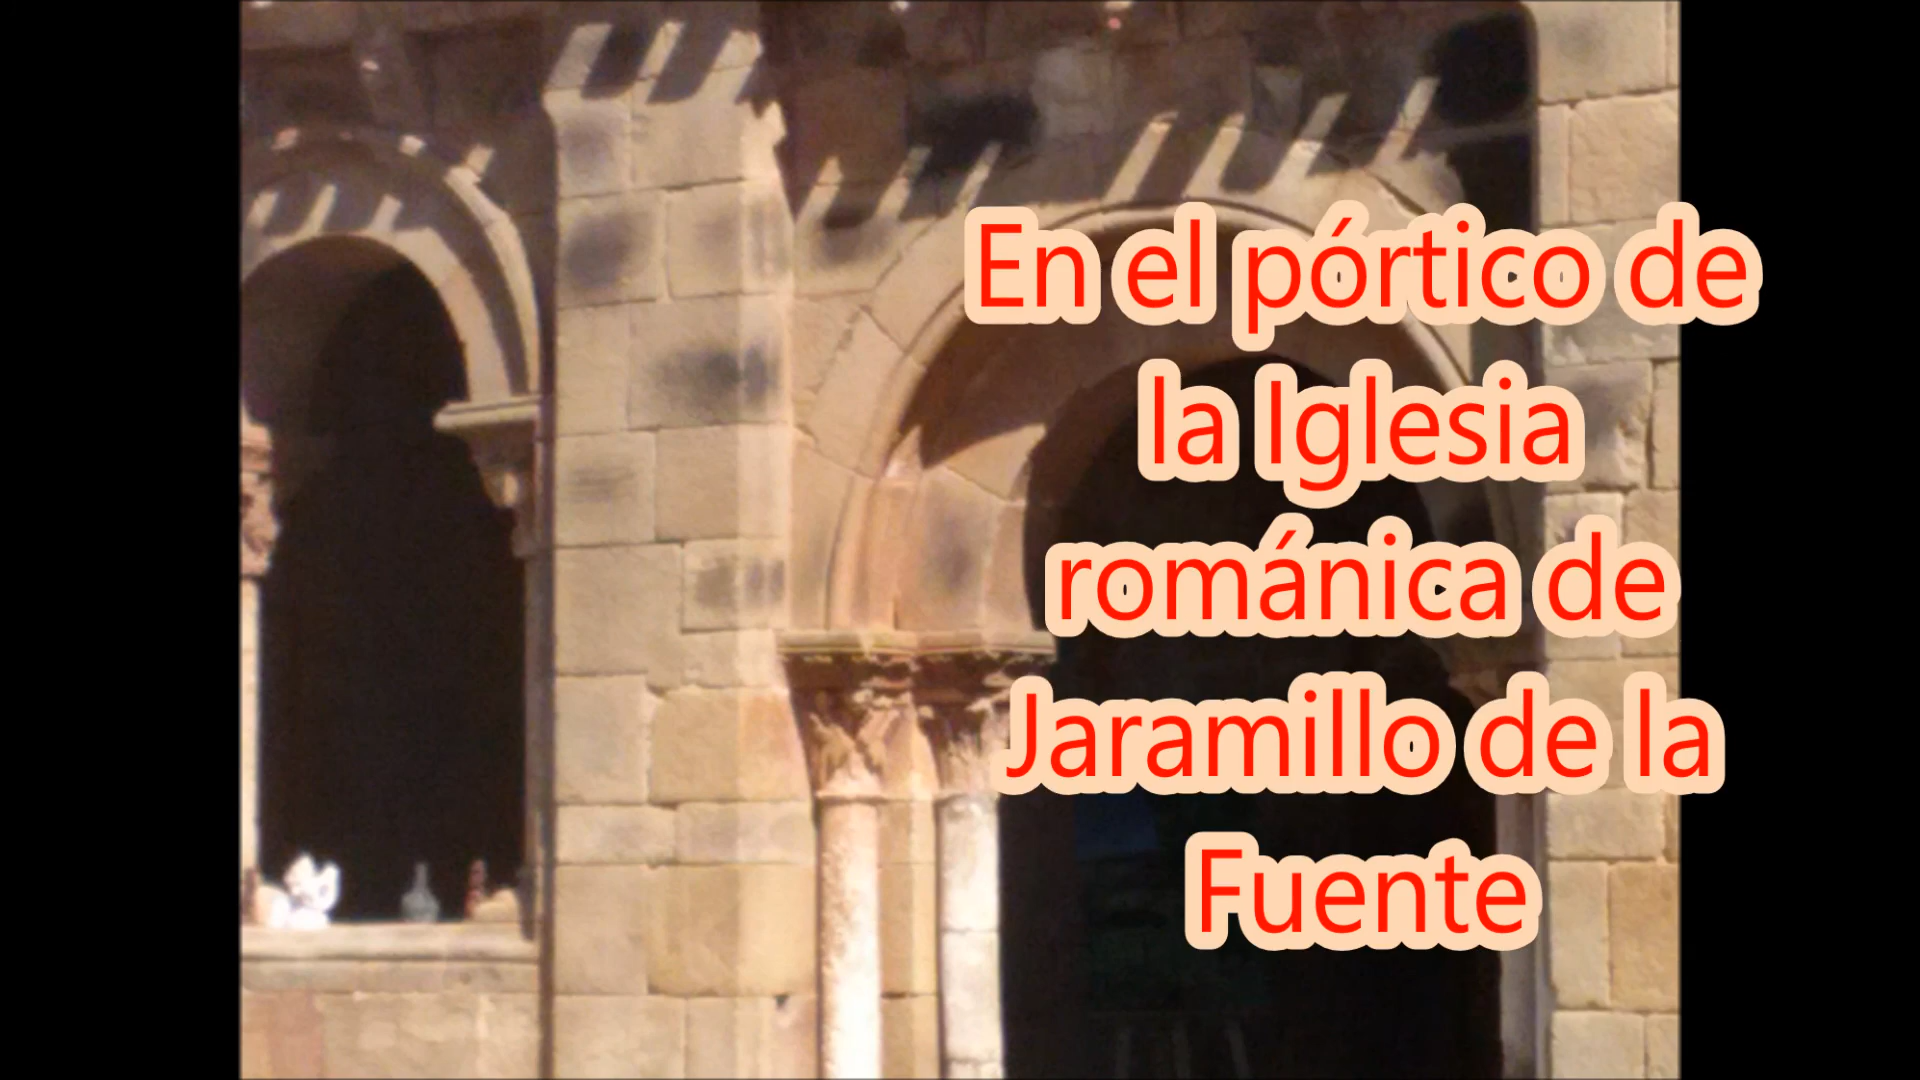 En el pórtico de
la Iglesia
románica de
Jaramillo de la
Fuente